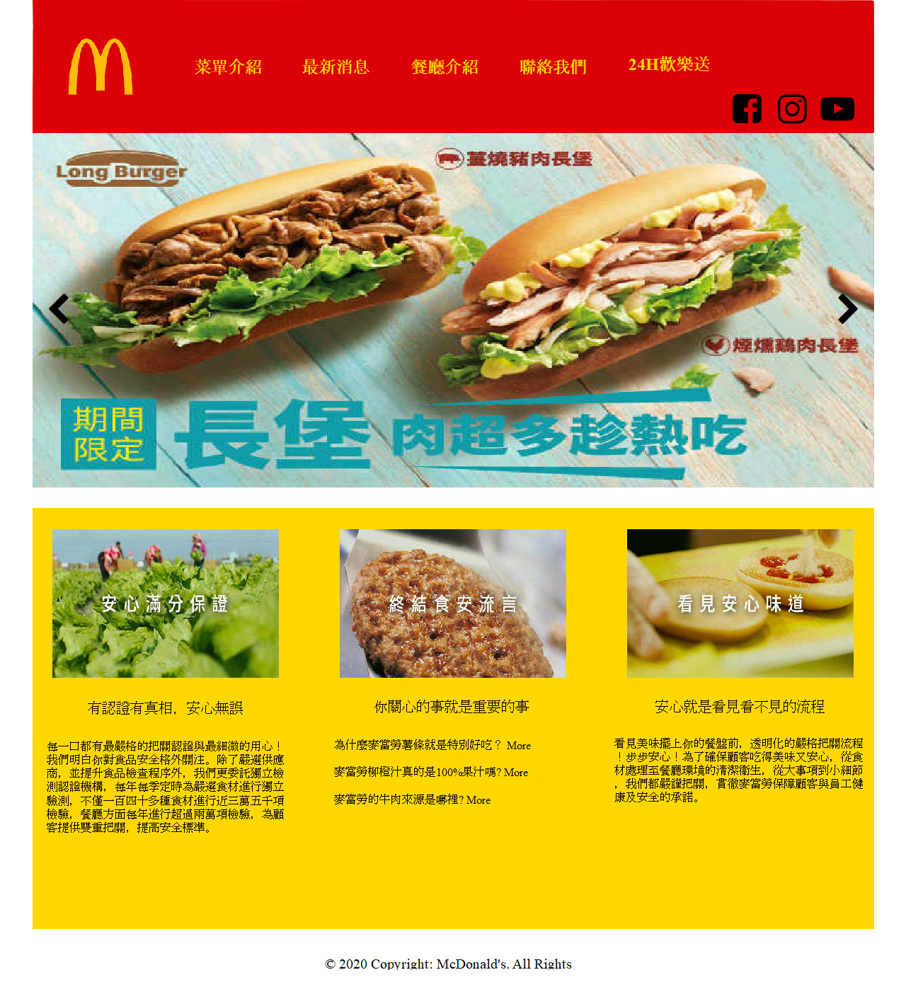 菜單介紹
最新消息
餐廳介紹
聯絡我們
24H歡樂送
Long Burger
薑燒豬肉長堡
煙燻雞肉長堡
期間
限定
長堡
肉超多趁熱吃
安心滿分保證
終結食安流言
看見安心味道
有認證有真相，安心無誤
每一口都有最嚴格的把關認證與最細微的用心！
我們明白你對食品安全格外關注。除了嚴選供應
商，並提升食品檢查程序外，我們更委託獨立檢
測認證機構，每年每季定時為嚴選食材進行獨立
驗測，不僅一百四十多種食材進行近三萬五千項
檢驗，餐廳方面每年進行超過兩萬項檢驗，為顧
客提供雙重把關，提高安全標準。
你關心的事就是重要的事
為什麼麥當勞薯條就是特別好吃？ More
麥當勞柳橙汁真的是100%果汁嗎? More
麥當勞的牛肉來源是哪裡? More
安心就是看見看不見的流程
看見美味擺上你的餐盤前，透明化的嚴格把關流程
！步步安心！為了確保顧客吃得美味又安心，從食
材處理至餐廳環境的清潔衛生，從大事項到小細節
，我們都嚴謹把關，貫徹麥當勞保障顧客與員工健
康及安全的承諾。
© 2020 Copyright: McDonald's. All Rights